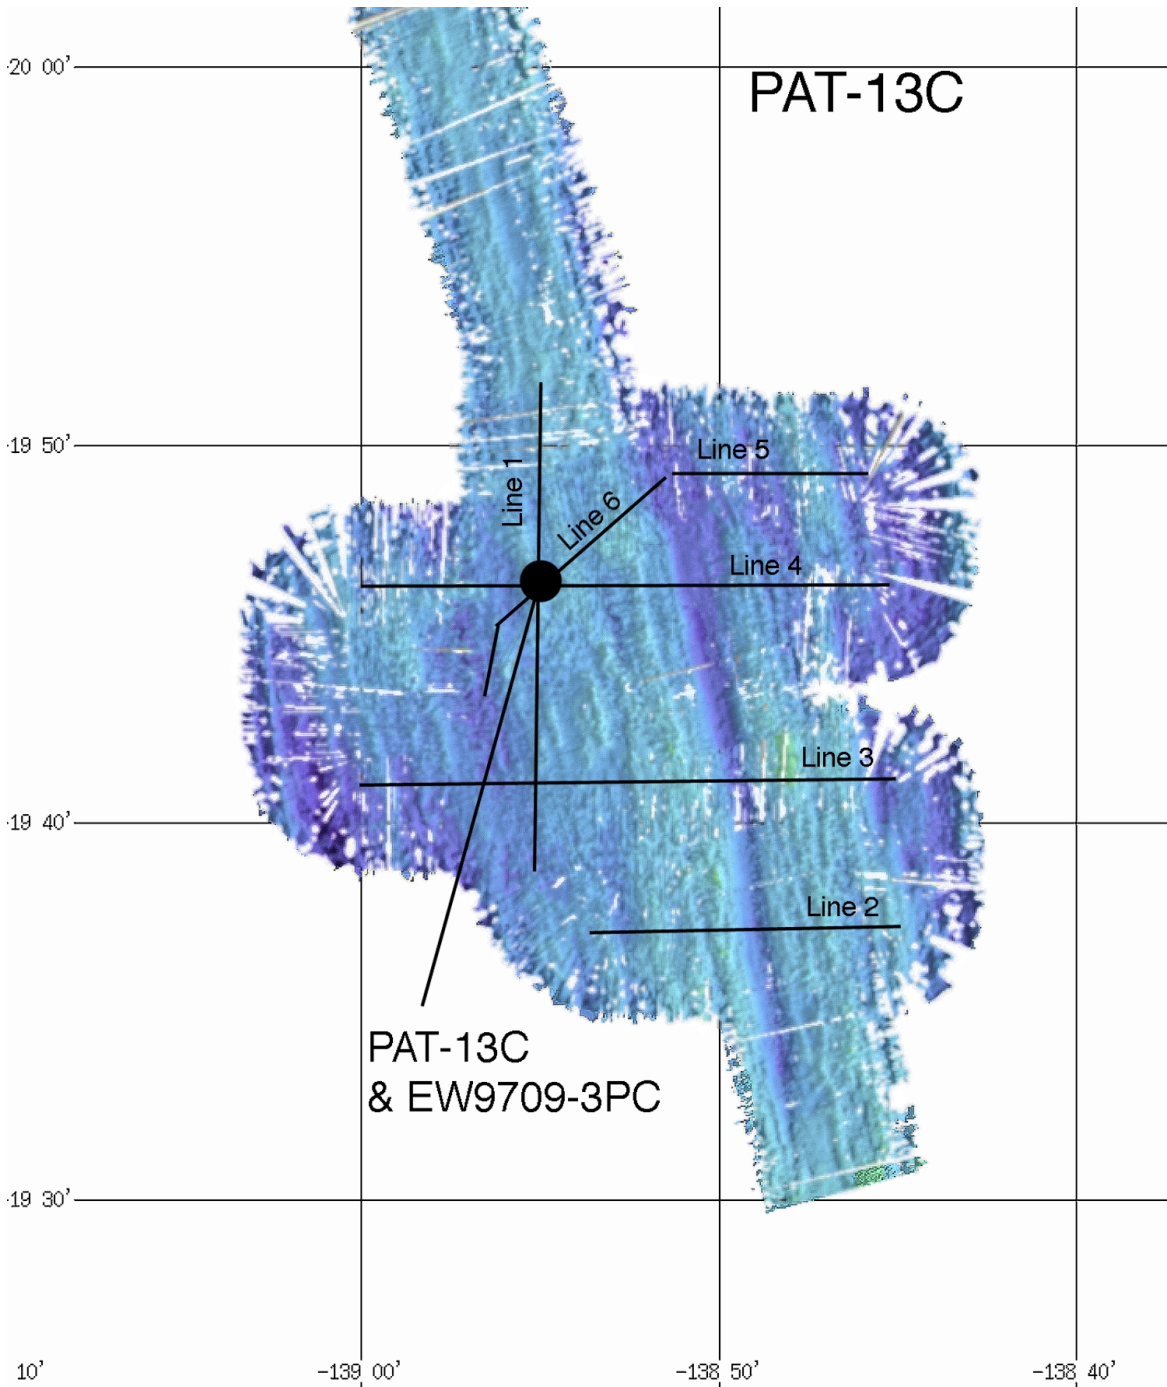 20 00'
PAT-13C
19 50'
Line 5
Line 1
Line 6
Line 4
Line 3
19 40'
Line 2
PAT-13C
& EW9709-3PC
19 30'
10'
-139 00'
-138 50'
-138 40'